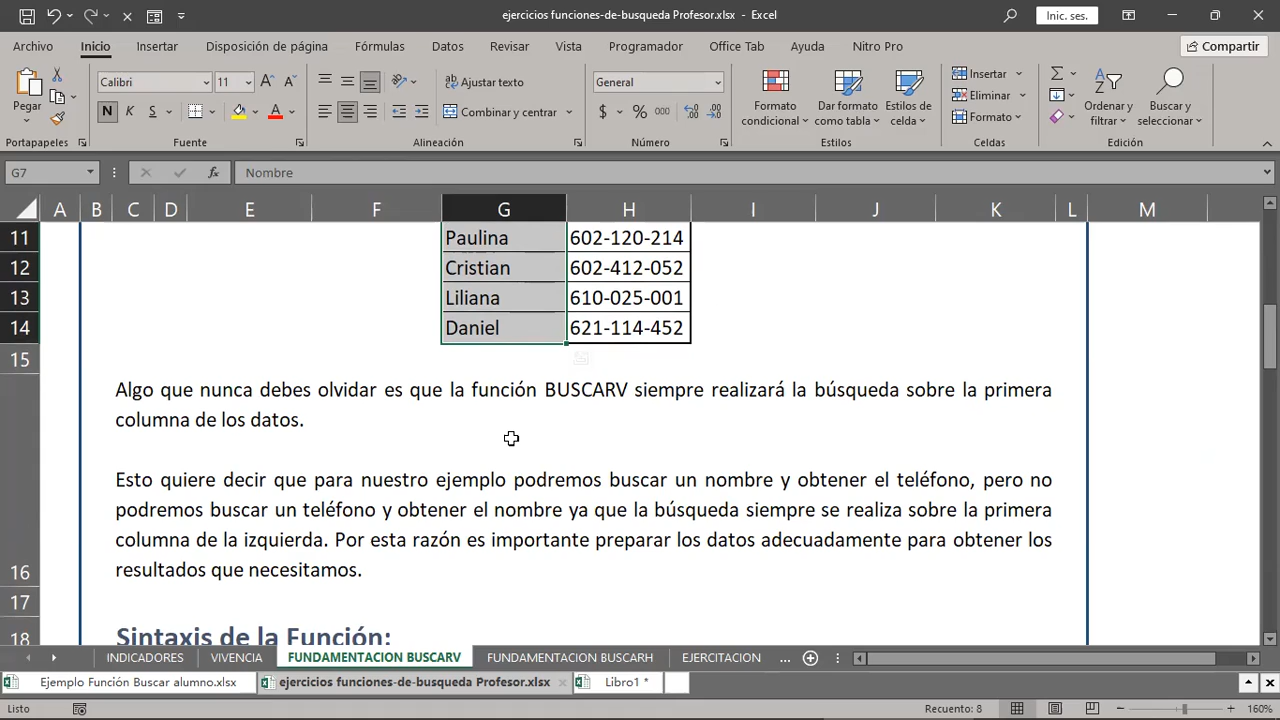 ejercicios funciones-de-busqueda Profesor.xlsx - Excel
Inic. ses.
Archivo Inicio Insertar Disposición de página Fórmulas Datos Revisar Vista Programador Office Tab Ayuda Nitro Pro Compartir
Pegar
Calibri 11
N K S
Ajustar texto
Combinar y centrar
General
$ % 000
Formato condicional
Dar formato como tabla
Estilos de celda
Insertar
Eliminar
Formato
Ordenar y filtrar
Buscar y seleccionar
Portapapeles Fuente Alineación Número Estilos Celdas Edición
G7 fx Nombre
A B C D E F G H I J K L M
11 Paulina 602-120-214
12 Cristian 602-412-052
13 Liliana 610-025-001
14 Daniel 621-114-452
15
Algo que nunca debes olvidar es que la función BUSCARV siempre realizará la búsqueda sobre la primera
columna de los datos.
Esto quiere decir que para nuestro ejemplo podremos buscar un nombre y obtener el teléfono, pero no
podremos buscar un teléfono y obtener el nombre ya que la búsqueda siempre se realiza sobre la primera
columna de la izquierda. Por esta razón es importante preparar los datos adecuadamente para obtener los
16 resultados que necesitamos.
17
18 Sintaxis de la Función:
INDICADORES VIVENCIA FUNDAMENTACION BUSCARV FUNDAMENTACION BUSCARH EJERCITACION ...
Ejemplo Función Buscar alumno.xlsx ejercicios funciones-de-busqueda Profesor.xlsx Libro1 *
Listo Recuento: 8 160%